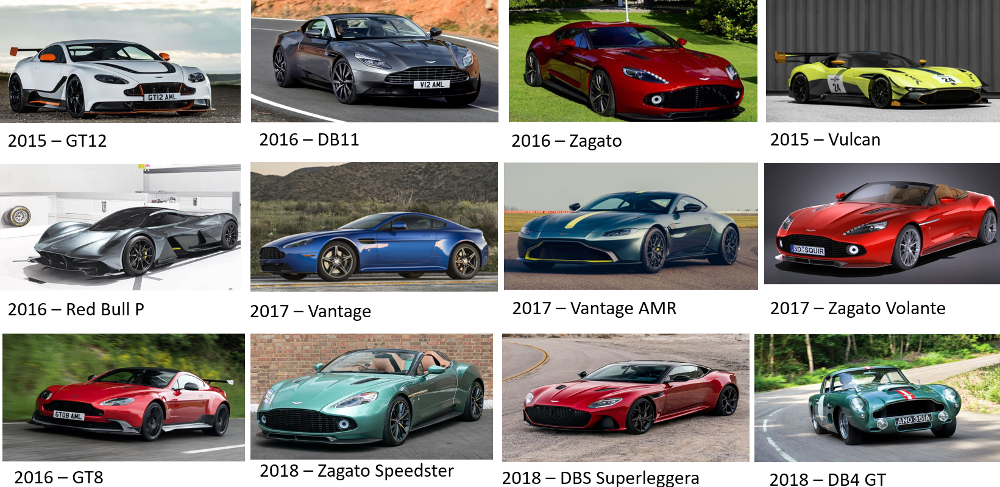 GT12 AML
V12 AML
24
24
2015 – GT12
2016 – DB11
2016 – Zagato
2015 – Vulcan
3D SQUIR
2016 – Red Bull P
2017 – Vantage
2017 – Vantage AMR
2017 – Zagato Volante
GT08 AML
ANO 351A
2016 – GT8
2018 – Zagato Speedster
2018 – DBS Superleggera
2018 – DB4 GT